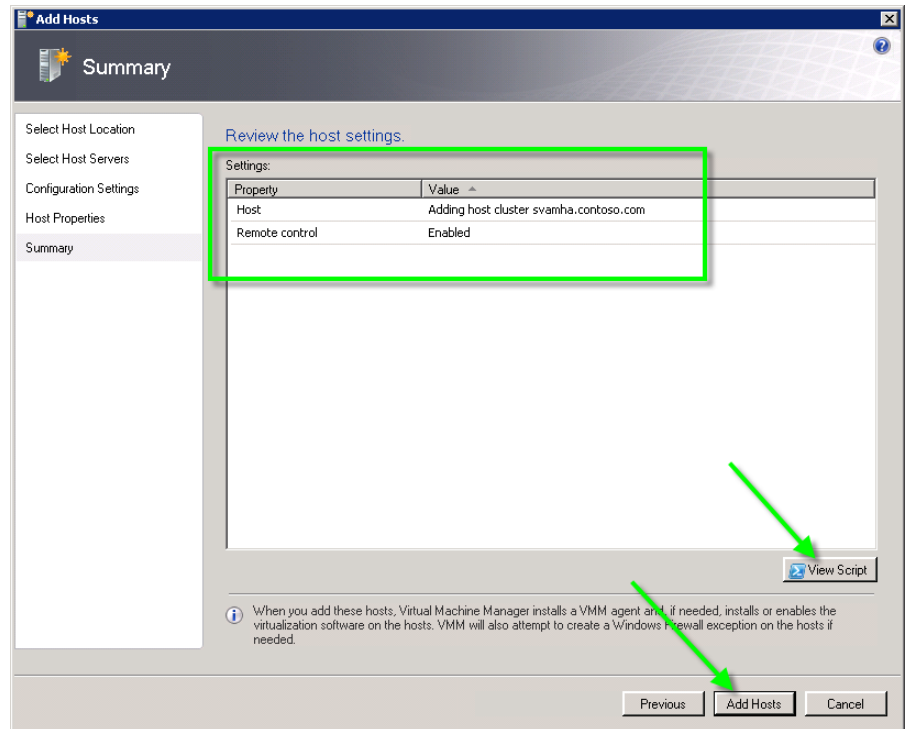 Add Hosts
Summary
Select Host Location
Select Host Servers
Configuration Settings
Host Properties
Summary
Review the host settings.
Settings:
Property Value
Host Adding host cluster svamha.contoso.com
Remote control Enabled
View Script
When you add these hosts, Virtual Machine Manager installs a VMM agent and, if needed, installs or enables the
virtualization software on the hosts. VMM will also attempt to create a Windows Firewall exception on the hosts if
needed.
Previous Add Hosts Cancel